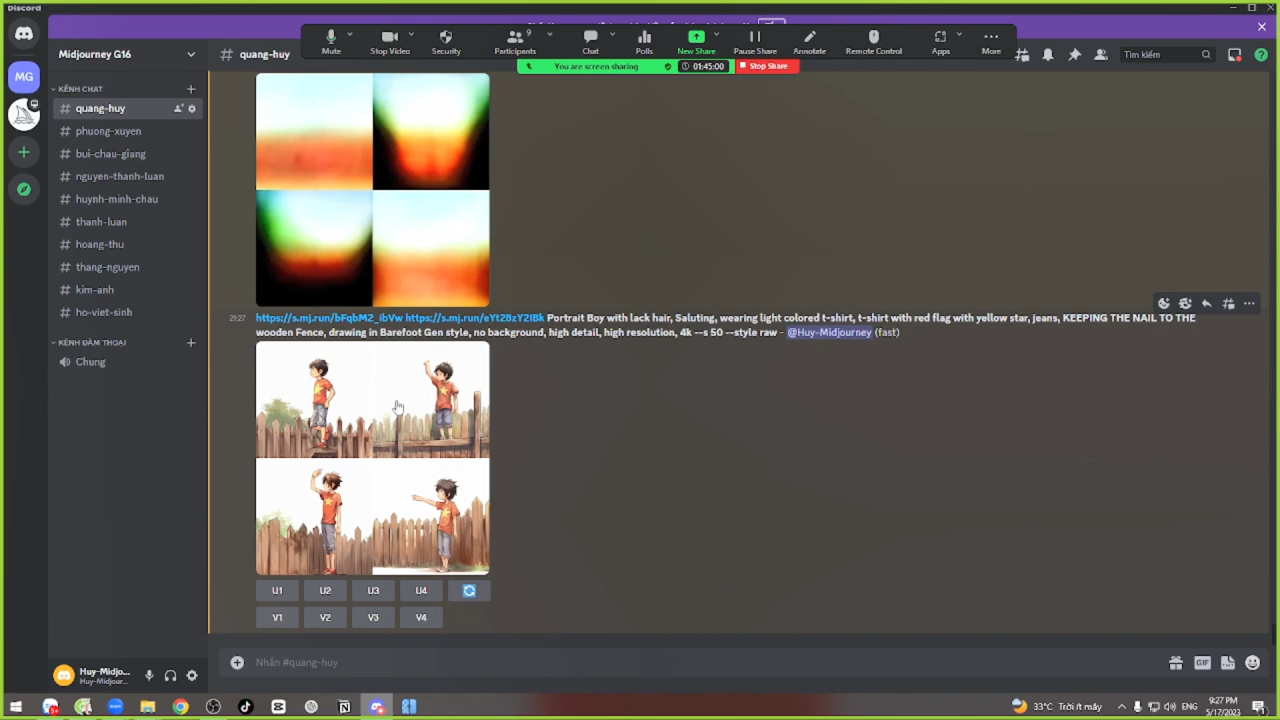 Discord
Mute
Stop Video
Security
Participants
9
Chat
Polls
New Share
Pause Share
Annotate
Remote Control
Apps
More
You are screen sharing
01:45:00
Stop Share
Midjourney G16
quang-huy
Tìm kiếm
MG
KÊNH CHAT
quang-huy
phuong-xuyen
bui-chau-giang
nguyen-thanh-luan
huynh-minh-chau
thanh-luan
hoang-thu
thang-nguyen
kim-anh
ho-viet-sinh
KÊNH ĐÀM THOẠI
Chung
21:27
https://s.mj.run/bFqbM2_ibVw https://s.mj.run/eYt2BzY2IBk Portrait Boy with lack hair, Saluting, wearing light colored t-shirt, t-shirt with red flag with yellow star, jeans, KEEPING THE NAIL TO THE
wooden Fence, drawing in Barefoot Gen style, no background, high detail, high resolution, 4k --s 50 --style raw - @Huy-Midjourney (fast)
U1
U2
U3
U4
V1
V2
V3
V4
Huy-Midjo...
Huy-Midjour...
Nhắn #quang-huy
GIF
33°C Trời ít mây
ENG
9:27 PM
5/17/2023